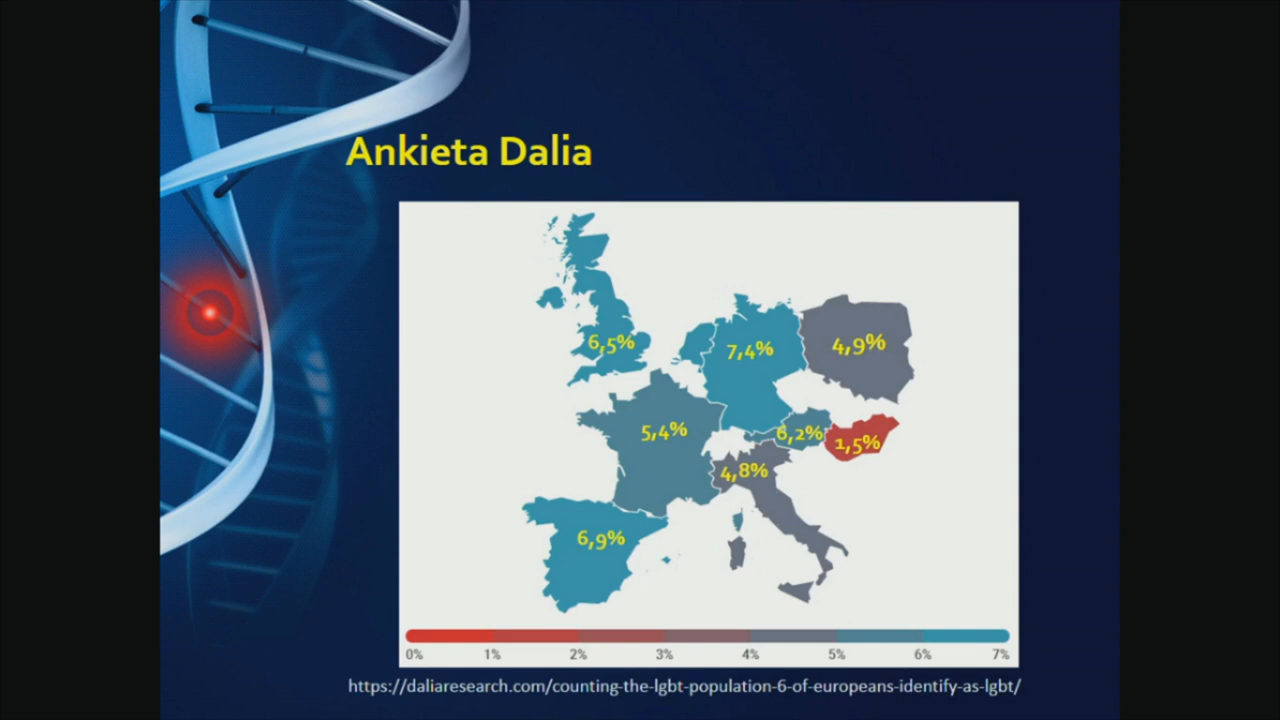 Ankieta Dalia
6,5%
7,4%
4,9%
5,4%
6,2%
1,5%
4,8%
6,9%
0% 1% 2% 3% 4% 5% 6% 7%
https://daliaresearch.com/counting-the-lgbt-population-6-of-europeans-identify-as-lgbt/